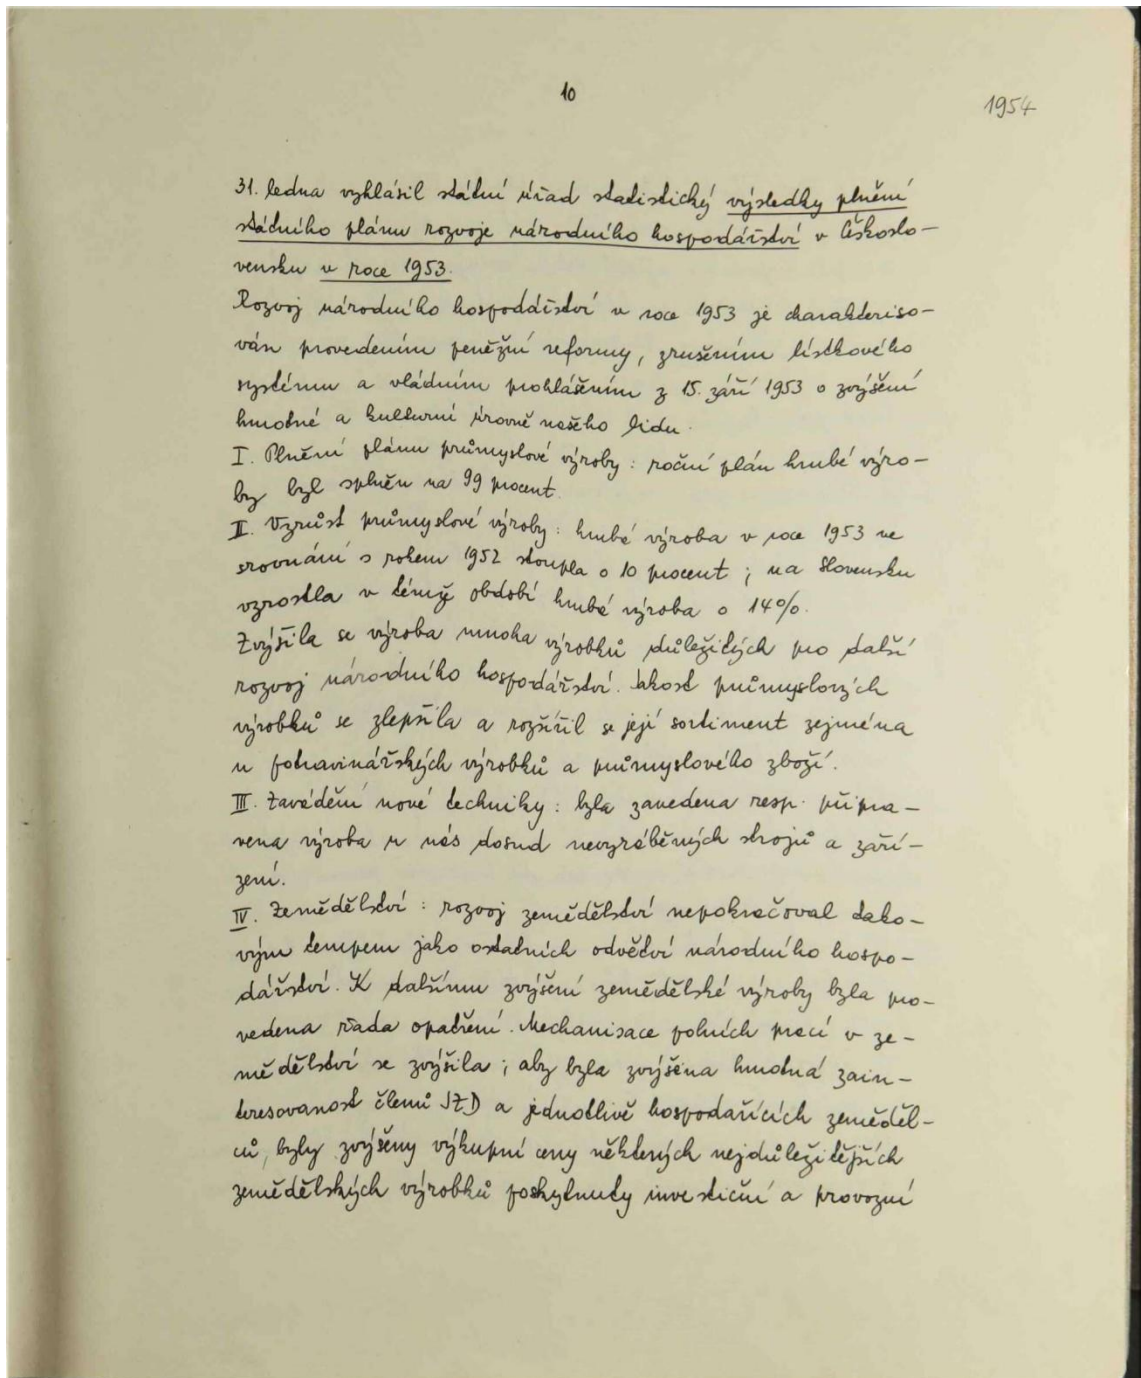 10
1954
31. ledna vyhlásil státní úřad statistický výsledky plnění
státního plánu rozvoje národního hospodářství v Českoslo-
vensku v roce 1953.
Rozvoj národního hospodářství v roce 1953 je charakteriso-
ván provedením peněžní reformy, zrušením lístkového
systému a vládním prohlášením z 15. září 1953 o zvýšení
hmotné a kulturní úrovně našeho lidu.
I. Plnění plánu průmyslové výroby: roční plán hrubé výro-
by byl splněn na 99 procent.
II. Vzrůst průmyslové výroby: hrubá výroba v roce 1953 ve
srovnání s rokem 1952 stoupla o 10 procent; na Slovensku
vzrostla v témž období hrubá výroba o 14%.
Zvýšila se výroba mnoha výrobků důležitých pro další
rozvoj národního hospodářství. Jakost průmyslových
výrobků se zlepšila a rozšířil se její sortiment zejména
u potravinářských výrobků a průmyslového zboží.
III. Zavádění nové techniky: byla zavedena resp. připra-
vena výroba u nás dosud nevyráběných strojů a zaří-
zení.
IV. Zemědělství: rozvoj zemědělství nepokračoval tako-
vým tempem jako ostatních odvětví národního hospo-
dářství. K dalšímu zvýšení zemědělské výroby byla pro-
vedena řada opatření. Mechanisace polních prací v ze-
mědělství se zvýšila; aby byla zvýšena hmotná zain-
teresovanost členů JZD a jednotlivě hospodařících zeměděl-
ců, byly zvýšeny výkupní ceny některých nejdůležitějších
zemědělských výrobků poskytnuty investiční a provozní